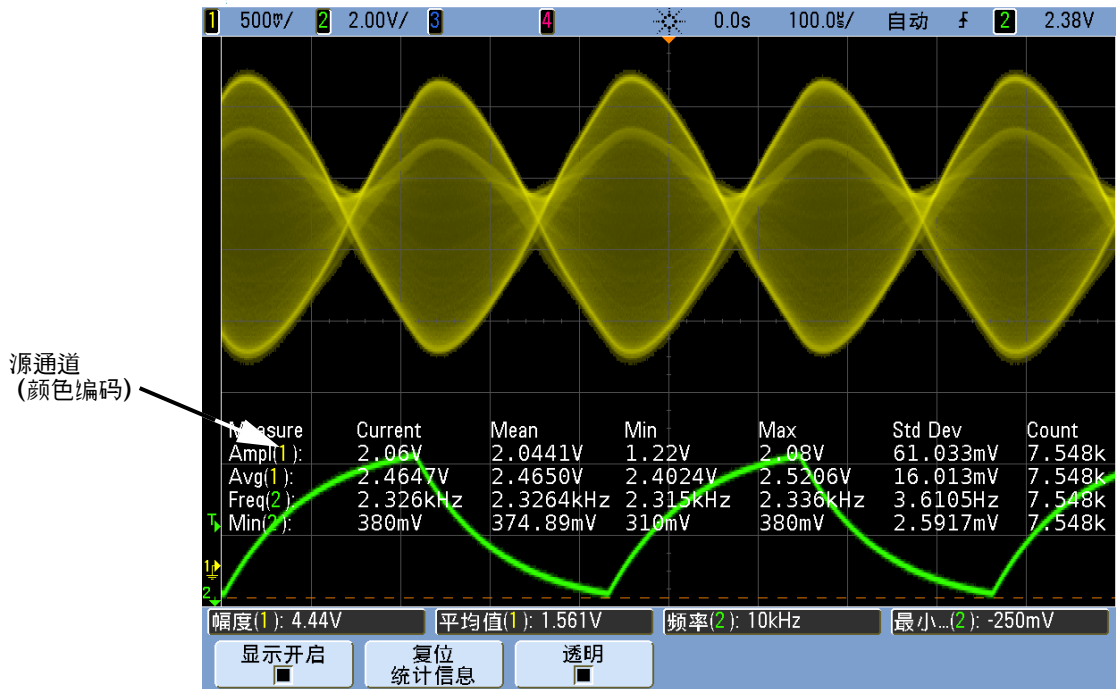 1 500mV/ 2 2.00V/ 3 4 0.0s 100.0us/ 自动 2 2.38V
源通道
(颜色编码)
Measure Current Mean Min Max Std Dev Count
Ampl(1): 2.06V 2.0441V 1.22V 2.08V 61.033mV 7.548k
Avg(1): 2.4647V 2.4650V 2.4024V 2.5206V 16.013mV 7.548k
Freq(2): 2.326kHz 2.3264kHz 2.315kHz 2.336kHz 3.6105Hz 7.548k
Min(2): 380mV 374.89mV 310mV 380mV 2.5917mV 7.548k
T
1
2
幅度(1): 4.44V 平均值(1): 1.561V 频率(2): 10kHz 最小...(2): -250mV
显示开启 复位 透明
统计信息